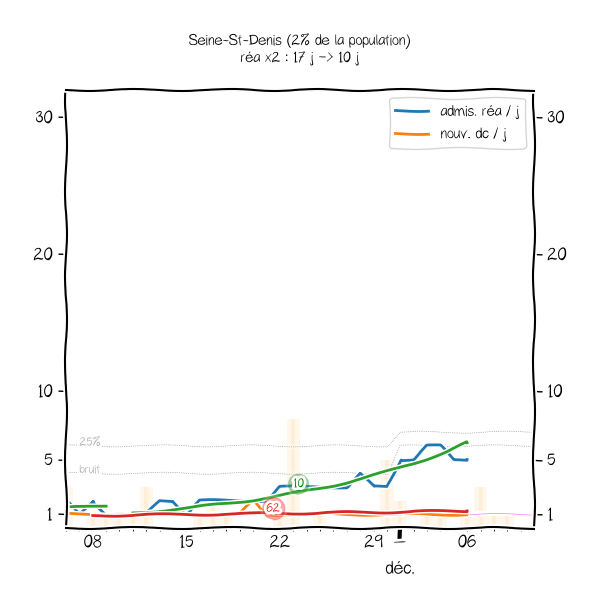 Seine-St-Denis (2% de la population)
réa x2 : 17 j -> 10 j
admis. réa / j
nouv. dc / j
30 30
20 20
10 10
25%
5 5
bruit
10
62
1 1
08 15 22 29 1 06
déc.